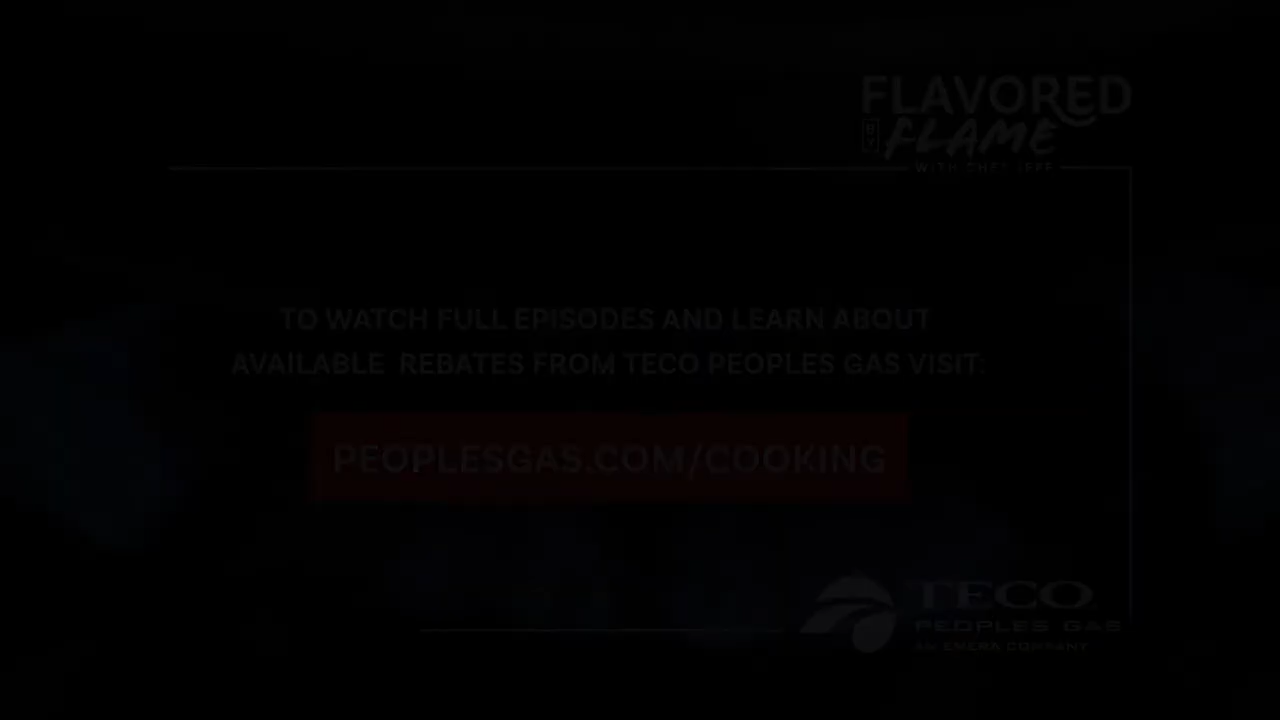 FLAVORED
BY FLAME
WITH CHEF JEFF
TO WATCH FULL EPISODES AND LEARN ABOUT
AVAILABLE REBATES FROM TECO PEOPLES GAS VISIT:
PEOPLESGAS.COM/COOKING
TECO
PEOPLES GAS
AN EMERA COMPANY